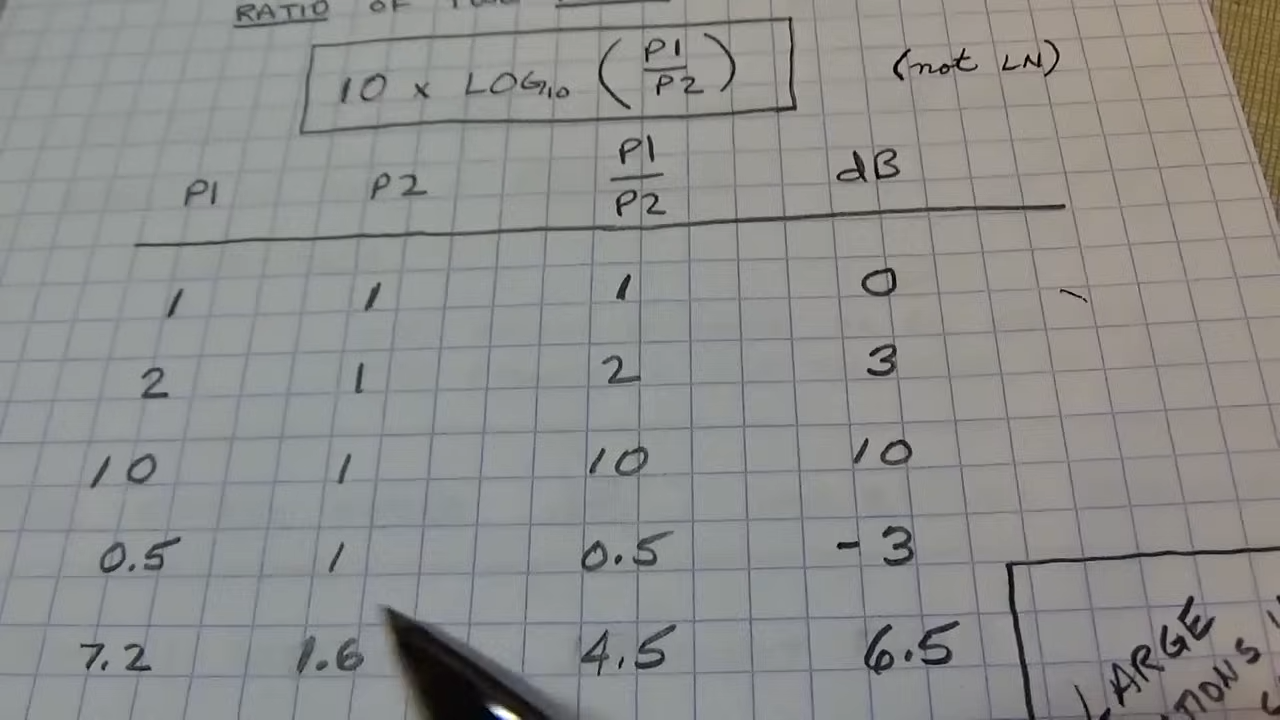 RATIO OF
10 × LOG₁₀ (P1/P2) (not LN)
P1 P2 P1/P2 dB
1 1 1 0
2 1 2 3
10 1 10 10
0.5 1 0.5 -3
7.2 1.6 4.5 6.5
LARGE